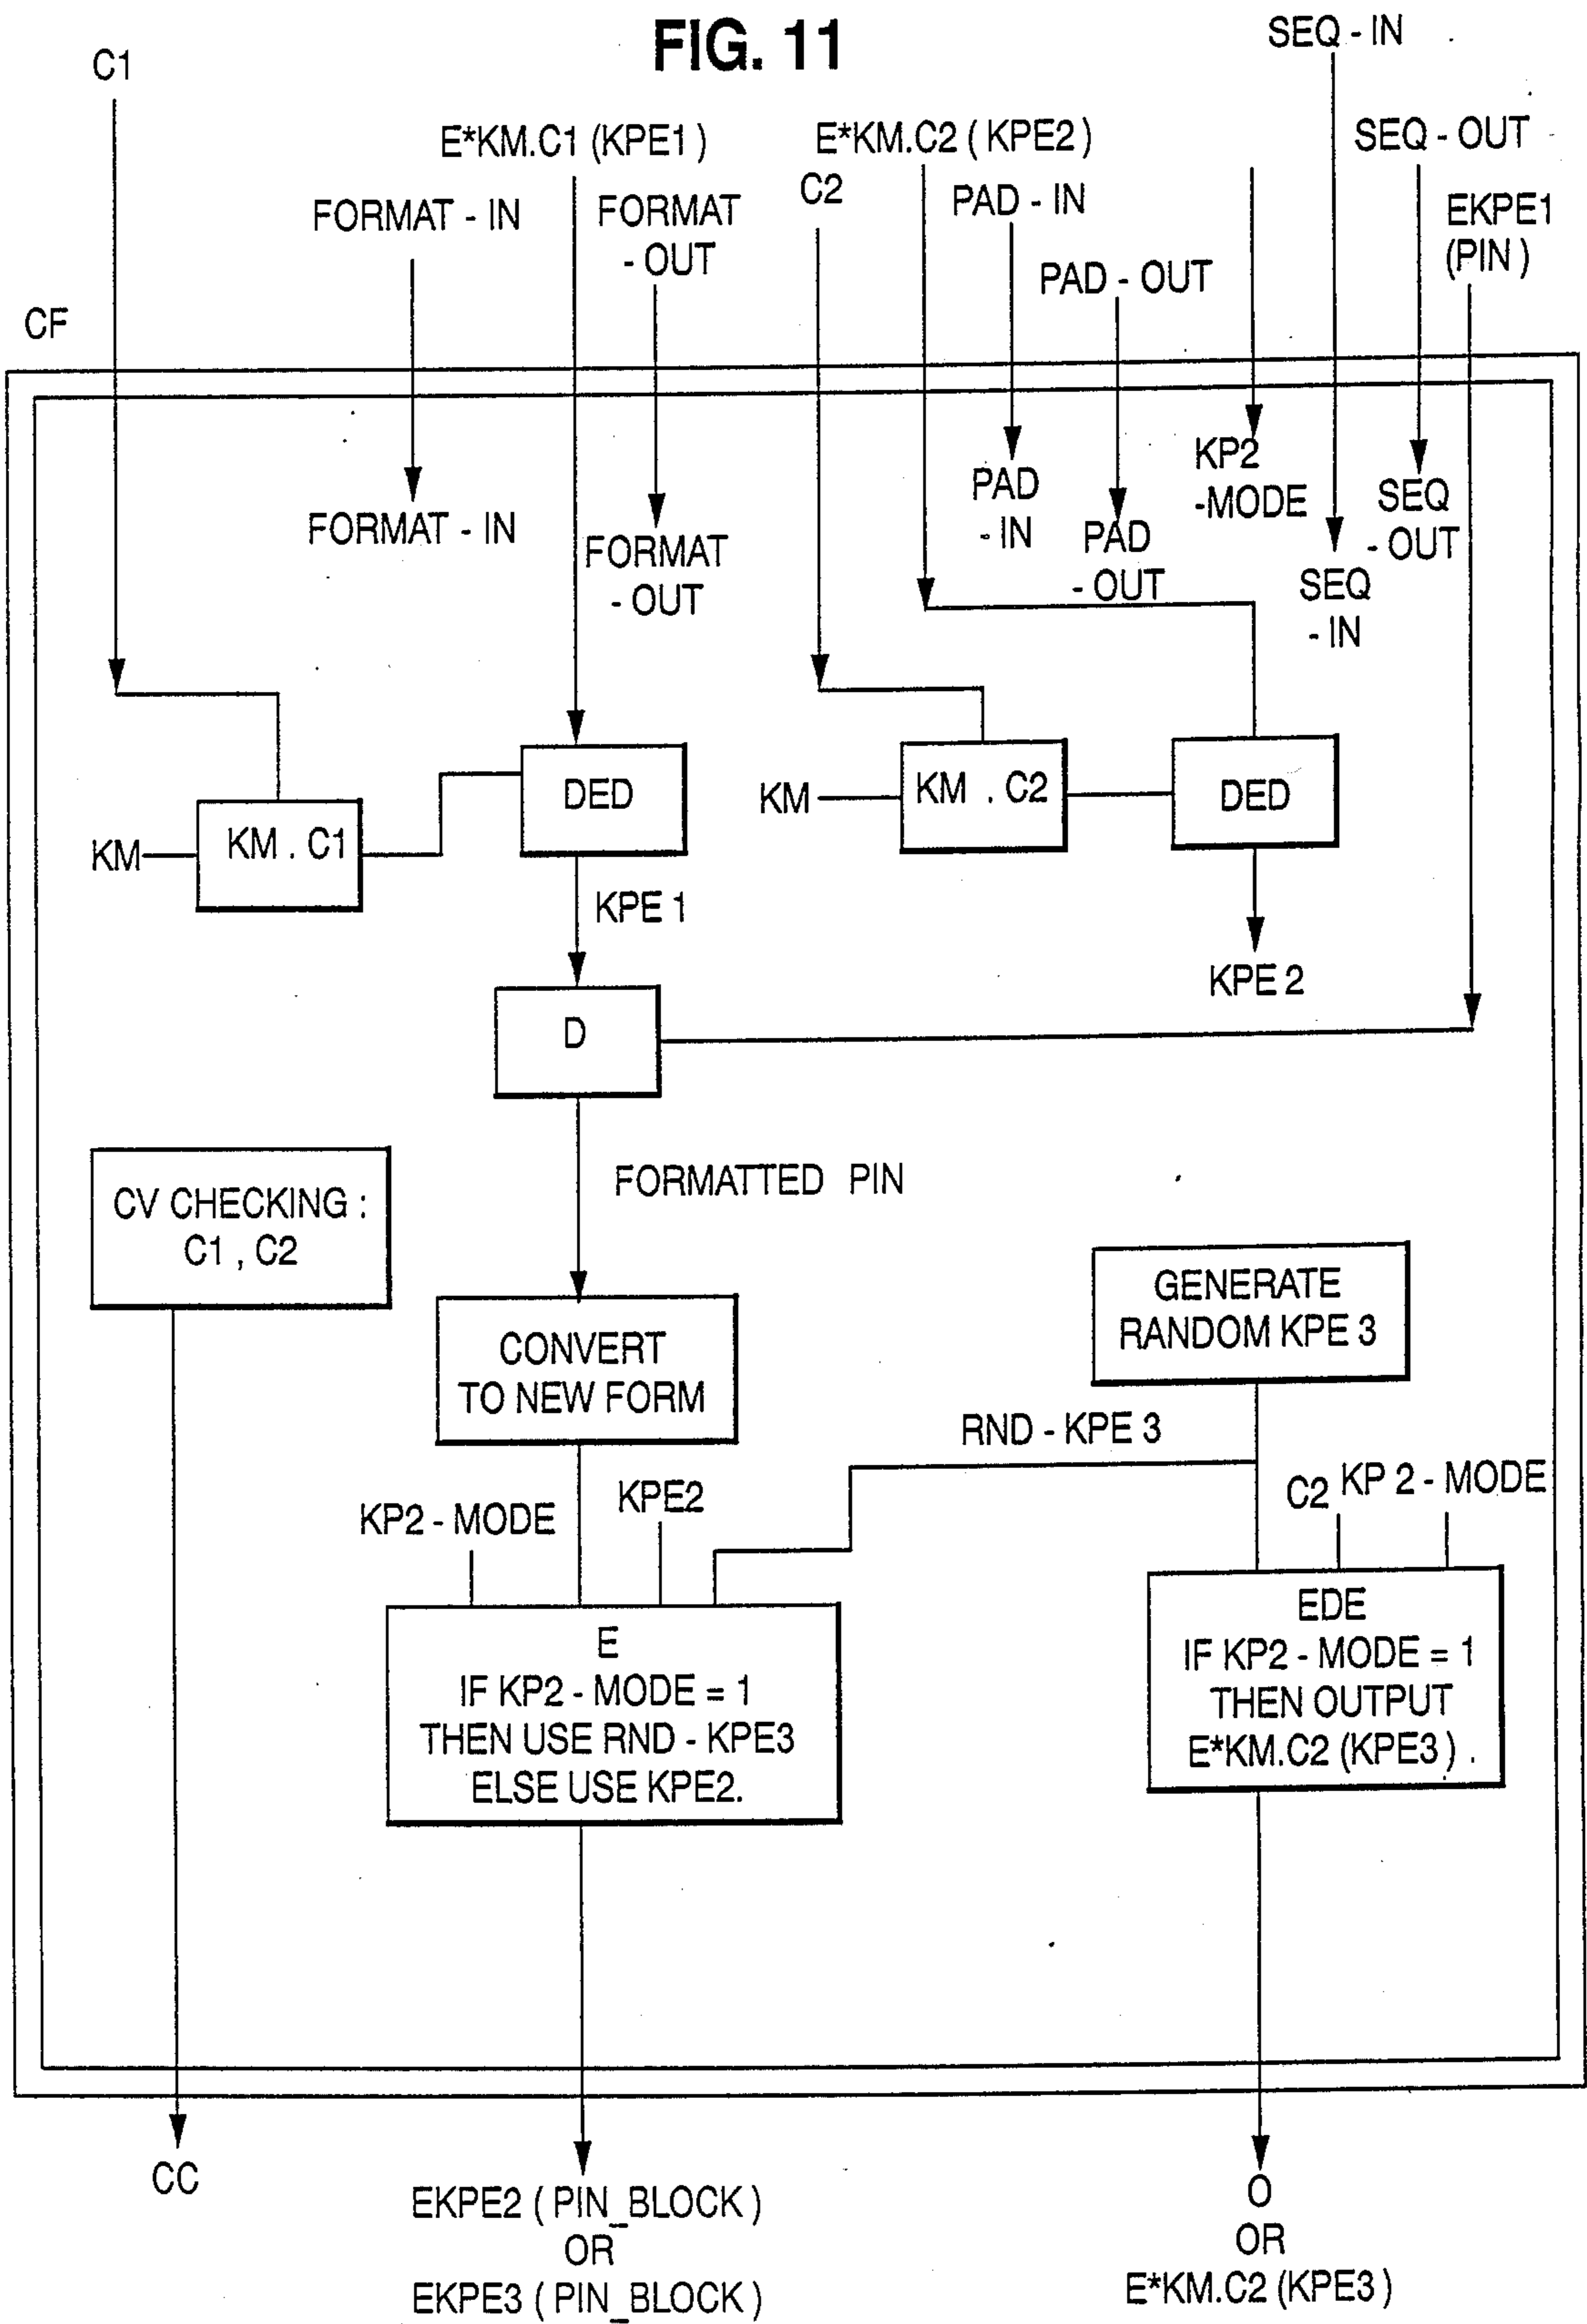 FIG. 11
SEQ - IN
C1
SEQ - OUT
E*KM.C1 (KPE1)
E*KM.C2 ( KPE2)
C2
PAD - IN
EKPE1
(PIN)
FORMAT - IN
FORMAT
- OUT
PAD - OUT
CF
KP2
-MODE
PAD
- IN
SEQ
- OUT
FORMAT - IN
PAD
- OUT
FORMAT
- OUT
SEQ
- IN
DED
KM
KM . C2
DED
KM
KM . C1
KPE 1
KPE 2
D
FORMATTED PIN
CV CHECKING :
C1 , C2
GENERATE
RANDOM KPE 3
CONVERT
TO NEW FORM
RND - KPE 3
C2
KP 2 - MODE
KP2 - MODE
KPE2
E
IF KP2 - MODE = 1
THEN USE RND - KPE3
ELSE USE KPE2.
EDE
IF KP2 - MODE = 1
THEN OUTPUT
E*KM.C2 (KPE3) .
CC
EKPE2 ( PIN_BLOCK)
OR
EKPE3 ( PIN_BLOCK)
O
OR
E*KM.C2 (KPE3)